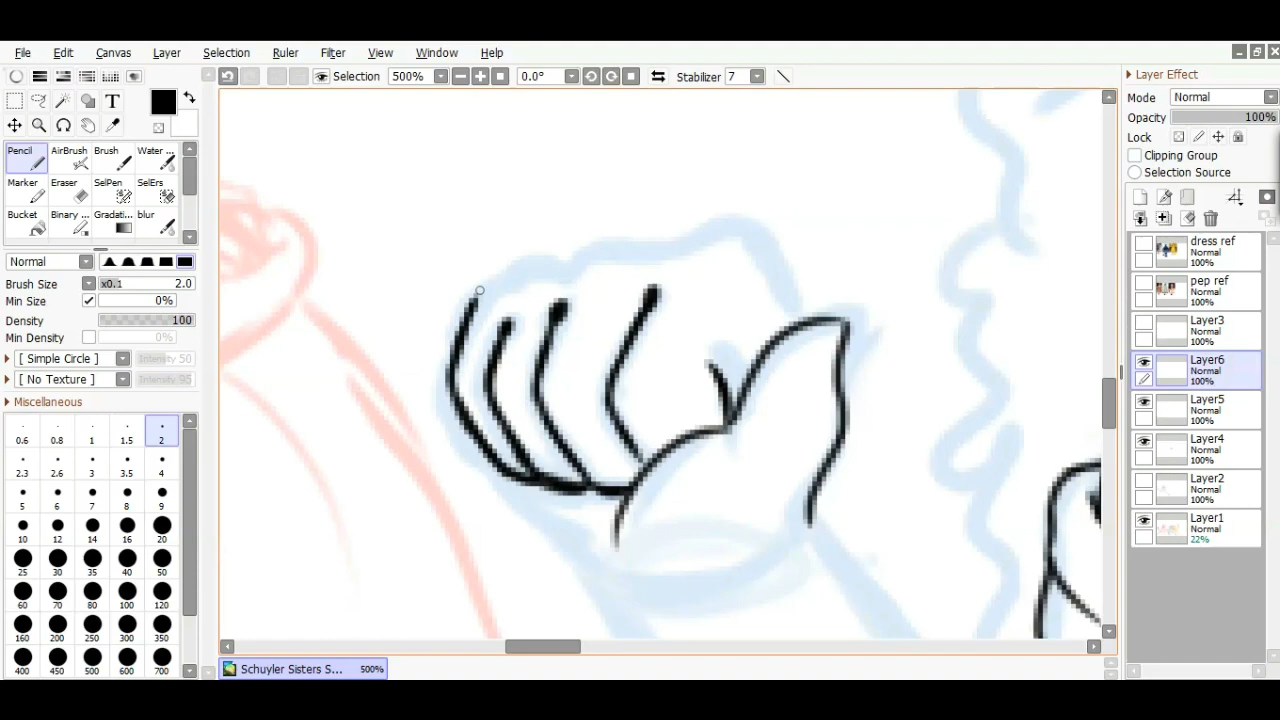 File Edit Canvas Layer Selection Ruler Filter View Window Help
Selection 500% 0.0° Stabilizer 7
T
Pencil AirBrush Brush Water ...
Marker Eraser SelPen SelErs
Bucket Binary ... Gradati... blur
Normal
Brush Size x0.1 2.0
Min Size 0%
Density 100
Min Density 0%
[ Simple Circle ] Intensity 50
[ No Texture ] Intensity 95
Miscellaneous
0.6 0.8 1 1.5 2
2.3 2.6 3 3.5 4
5 6 7 8 9
10 12 14 16 20
25 30 35 40 50
60 70 80 100 120
160 200 250 300 350
400 450 500 600 700
Schuyler Sisters S... 500%
Layer Effect
Mode Normal
Opacity 100%
Lock
Clipping Group
Selection Source
dress ref
Normal
100%
pep ref
Normal
100%
Layer3
Normal
100%
Layer6
Normal
100%
Layer5
Normal
100%
Layer4
Normal
100%
Layer2
Normal
100%
Layer1
Normal
22%